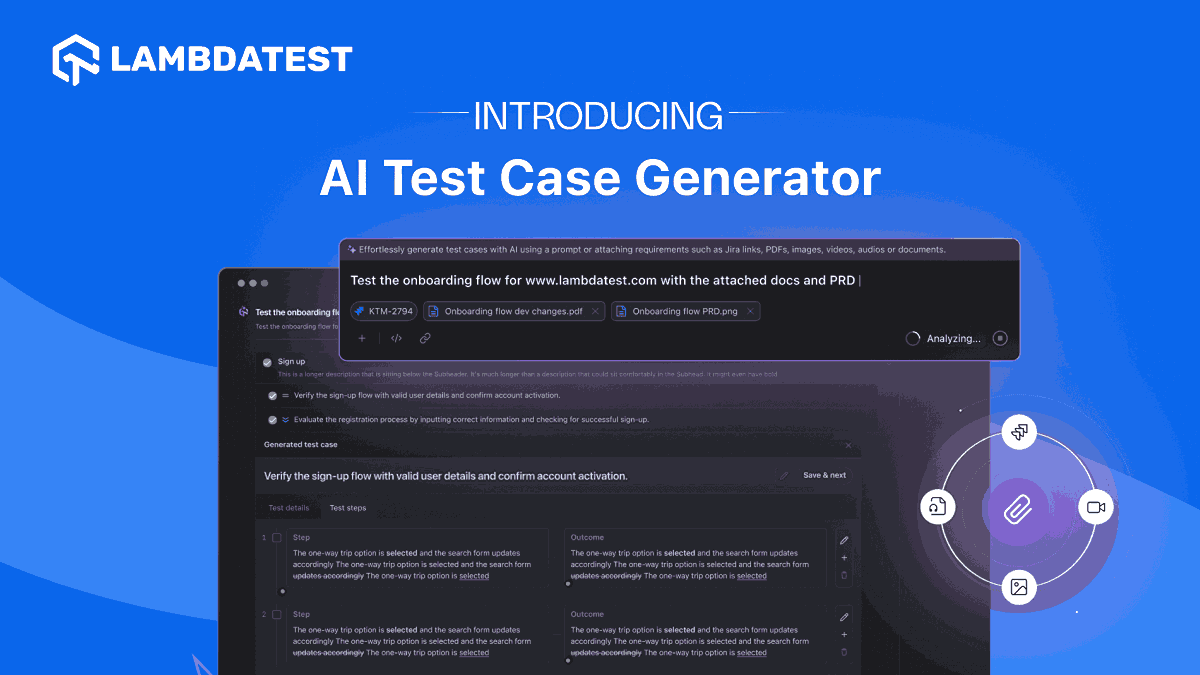 LAMBDATEST
INTRODUCING
AI Test Case Generator
Effortlessly generate test cases with AI using a prompt or attaching requirements such as Jira links, PDFs, images, videos, audios or documents.
Test the onboarding flow for www.lambdatest.com with the attached docs and PRD
KTM-2794
Onboarding flow dev changes.pdf
Onboarding flow PRD.png
Analyzing...
Test the onboarding fl
Test the onboarding flow fo
Sign up
This is a longer description that is sitting below the Subheader. It's much longer than a description that could sit comfortably in the Subhead. It might even have bold
Verify the sign-up flow with valid user details and confirm account activation.
Evaluate the registration process by inputting correct information and checking for successful sign-up.
Generated test case
Verify the sign-up flow with valid user details and confirm account activation.
Save & next
Test details
Test steps
1
Step
The one-way trip option is selected and the search form updates
accordingly The one-way trip option is selected and the search form
updates accordingly The one-way trip option is selected
Outcome
The one-way trip option is selected and the search form updates
accordingly The one-way trip option is selected and the search form
updates accordingly The one-way trip option is selected
2
Step
The one-way trip option is selected and the search form updates
accordingly The one-way trip option is selected and the search form
updates accordingly The one-way trip option is selected
Outcome
The one-way trip option is selected and the search form updates
accordingly The one-way trip option is selected and the search form
updates accordingly The one-way trip option is selected